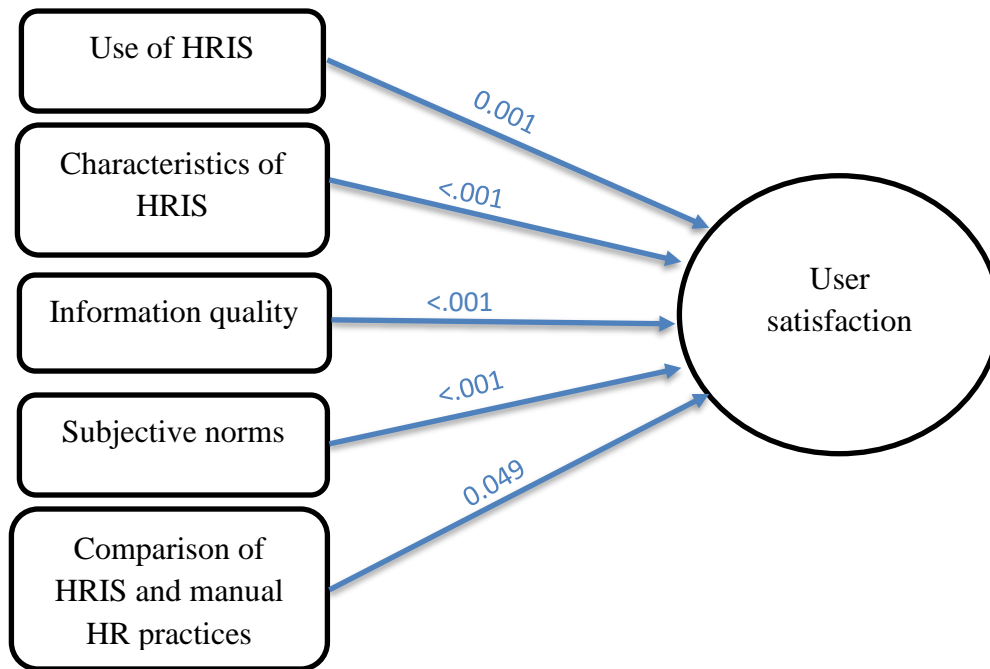 Use of HRIS
0.001
Characteristics of
HRIS
<.001
Information quality
<.001
User
satisfaction
Subjective norms
<.001
Comparison of
HRIS and manual
HR practices
0.049